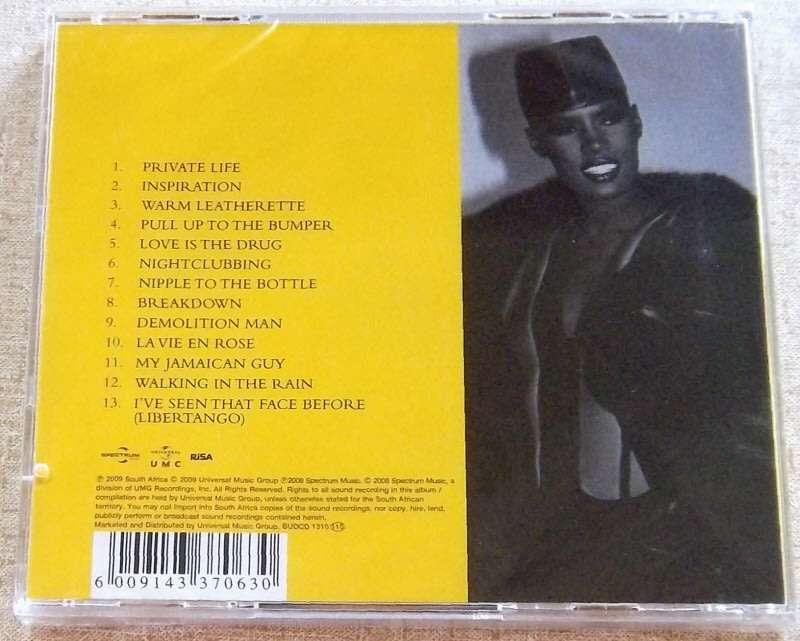 1. PRIVATE LIFE
2. INSPIRATION
3. WARM LEATHERETTE
4. PULL UP TO THE BUMPER
5. LOVE IS THE DRUG
6. NIGHTCLUBBING
7. NIPPLE TO THE BOTTLE
8. BREAKDOWN
9. DEMOLITION MAN
10. LA VIE EN ROSE
11. MY JAMAICAN GUY
12. WALKING IN THE RAIN
13. I'VE SEEN THAT FACE BEFORE
(LIBERTANGO)
SPECTRUM UNIVERSAL UMC RiSA
℗ 2009 South Africa © 2009 Universal Music Group ℗2008 Spectrum Music. © 2008 Spectrum Music, a
division of UMG Recordings, Inc. All Rights Reserved. Rights to all sound recording in this album /
compilation are held by Universal Music Group, unless otherwise stated for the South African
territory. You may not import into South Africa copies of the sound recordings, nor copy, hire, lend,
publicly perform or broadcast sound recordings contained herein.
Marketed and Distributed by Universal Music Group. BUDCD 1310
6 009143 370630